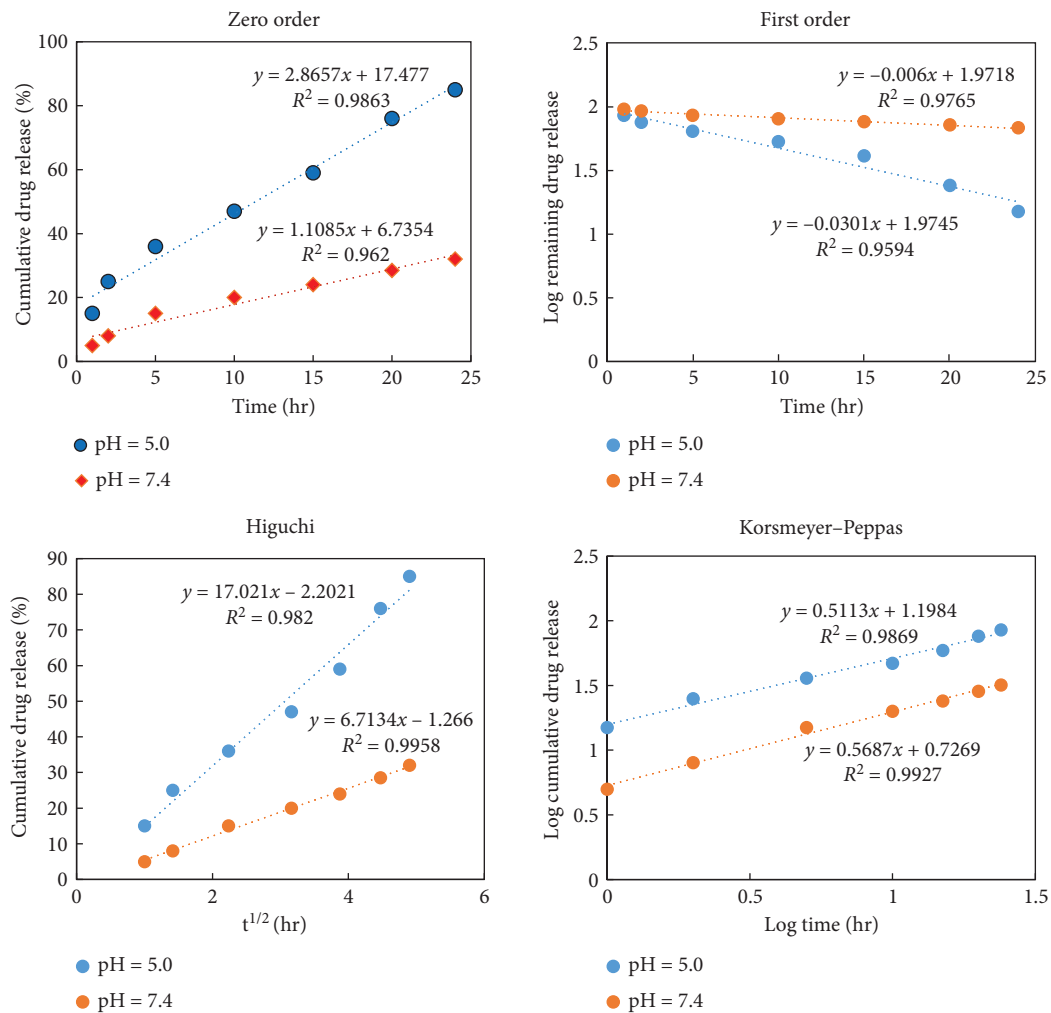 Zero order
Cumulative drug release (%)
100
80
60
40
20
0
y = 2.8657x + 17.477
R² = 0.9863
y = 1.1085x + 6.7354
R² = 0.962
0
5
10
15
20
25
Time (hr)
pH = 5.0
pH = 7.4
First order
Log remaining drug release
2.5
2
1.5
1
0.5
0
y = –0.006x + 1.9718
R² = 0.9765
y = –0.0301x + 1.9745
R² = 0.9594
0
5
10
15
20
25
Time (hr)
pH = 5.0
pH = 7.4
Higuchi
Cumulative drug release (%)
90
80
70
60
50
40
30
20
10
0
y = 17.021x – 2.2021
R² = 0.982
y = 6.7134x – 1.266
R² = 0.9958
0
2
4
6
t^1/2 (hr)
pH = 5.0
pH = 7.4
Korsmeyer–Peppas
Log cumulative drug release
2.5
2
1.5
1
0.5
0
y = 0.5113x + 1.1984
R² = 0.9869
y = 0.5687x + 0.7269
R² = 0.9927
0
0.5
1
1.5
Log time (hr)
pH = 5.0
pH = 7.4